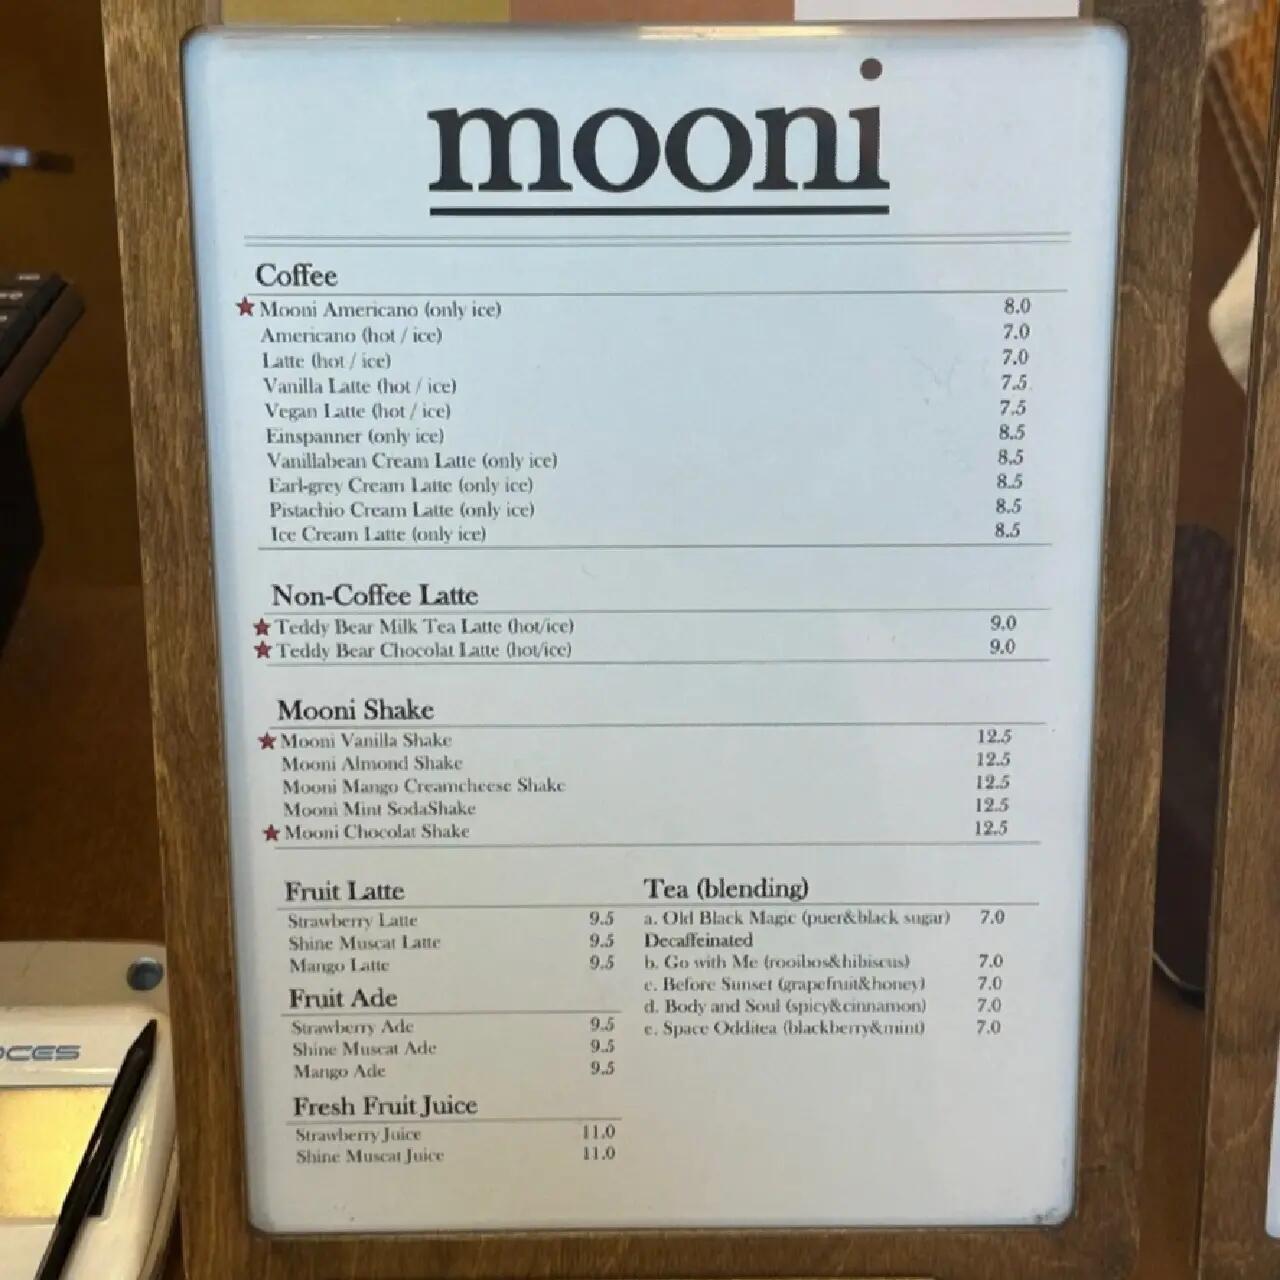 mooni
Coffee
★ Mooni Americano (only ice) 8.0
Americano (hot / ice) 7.0
Latte (hot / ice) 7.0
Vanilla Latte (hot / ice) 7.5
Vegan Latte (hot / ice) 7.5
Einspanner (only ice) 8.5
Vanillabean Cream Latte (only ice) 8.5
Earl-grey Cream Latte (only ice) 8.5
Pistachio Cream Latte (only ice) 8.5
Ice Cream Latte (only ice) 8.5
Non-Coffee Latte
★ Teddy Bear Milk Tea Latte (hot/ice) 9.0
★ Teddy Bear Chocolat Latte (hot/ice) 9.0
Mooni Shake
★ Mooni Vanilla Shake 12.5
Mooni Almond Shake 12.5
Mooni Mango Creamcheese Shake 12.5
Mooni Mint SodaShake 12.5
★ Mooni Chocolat Shake 12.5
Fruit Latte
Strawberry Latte 9.5
Shine Muscat Latte 9.5
Mango Latte 9.5
Fruit Ade
Strawberry Ade 9.5
Shine Muscat Ade 9.5
Mango Ade 9.5
Fresh Fruit Juice
Strawberry Juice 11.0
Shine Muscat Juice 11.0
Tea (blending)
a. Old Black Magic (puer&black sugar) 7.0
Decaffeinated
b. Go with Me (rooibos&hibiscus) 7.0
c. Before Sunset (grapefruit&honey) 7.0
d. Body and Soul (spicy&cinnamon) 7.0
e. Space Odditea (blackberry&mint) 7.0